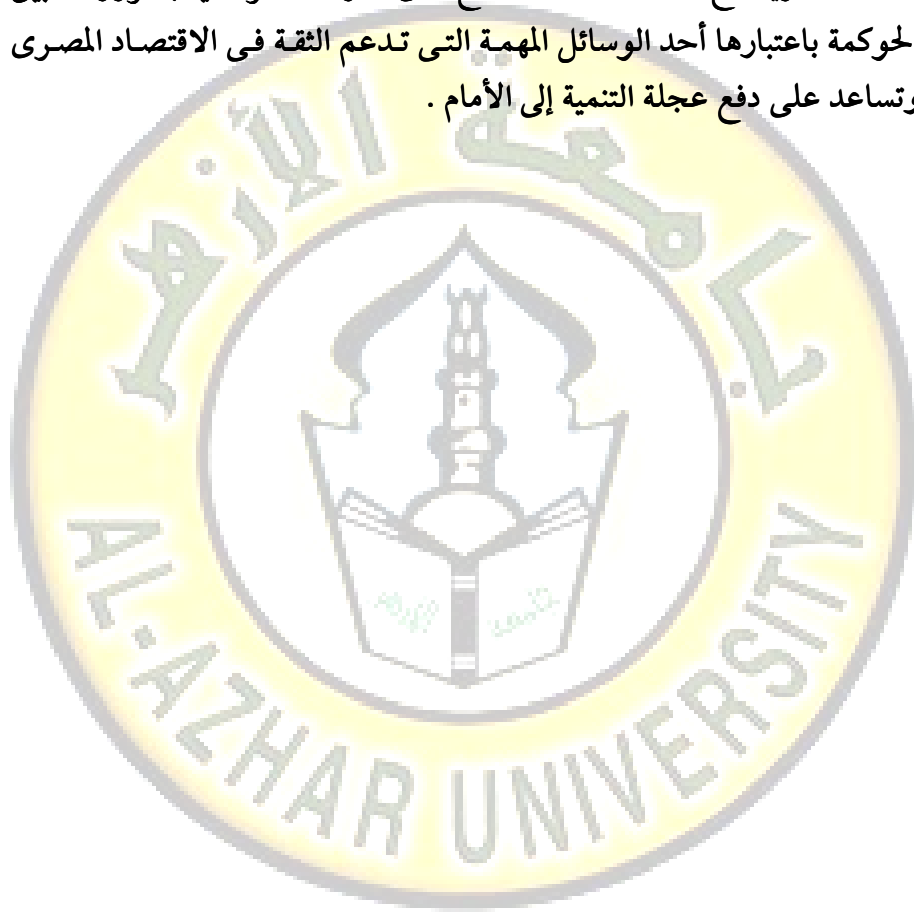 لحوكمة باعتبارها أحد الوسائل المهمة التى تدعم الثقة فى الاقتصاد المصرى
وتساعد على دفع عجلة التنمية إلى الأمام .
جامعة الأزهر
AL-AZHAR UNIVERSITY